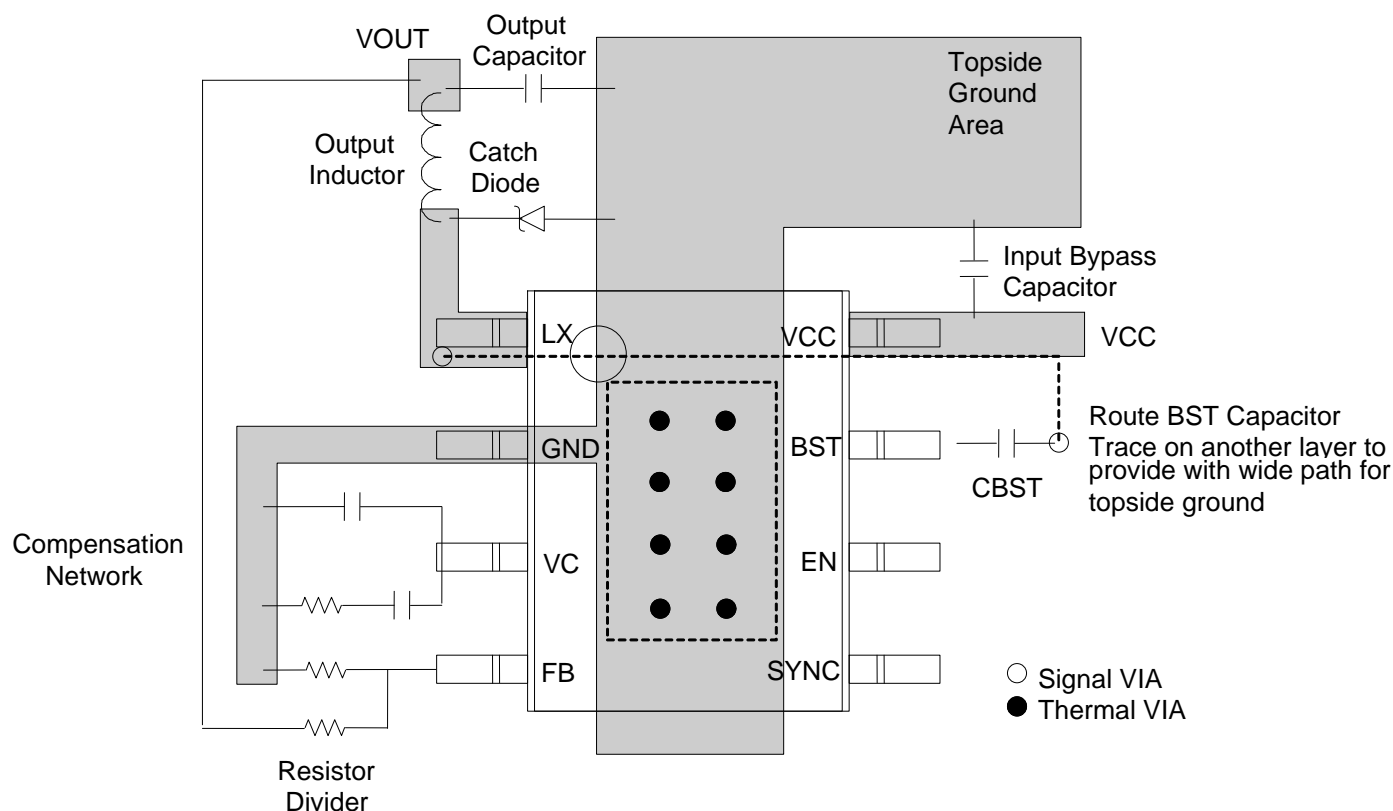 VOUT
Output
Capacitor
Topside
Ground
Area
Output
Inductor
Catch
Diode
Input Bypass
Capacitor
LX
VCC
VCC
GND
BST
CBST
Route BST Capacitor
Trace on another layer to
provide with wide path for
topside ground
Compensation
Network
VC
EN
FB
SYNC
Signal VIA
Thermal VIA
Resistor
Divider